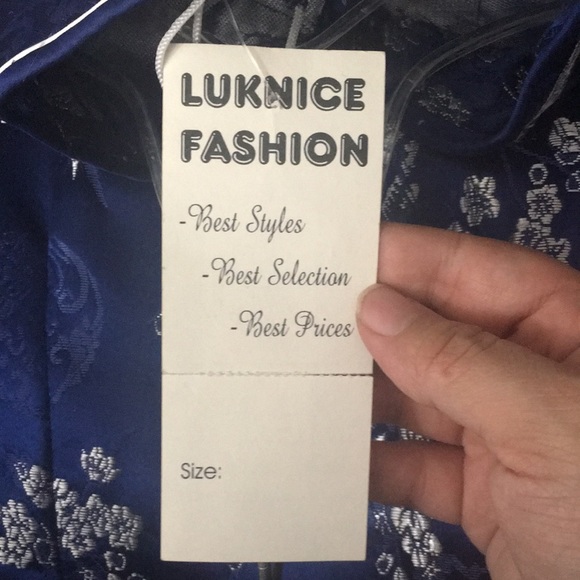 LUKNICE
FASHION
-Best Styles
-Best Selection
-Best Prices
Size: